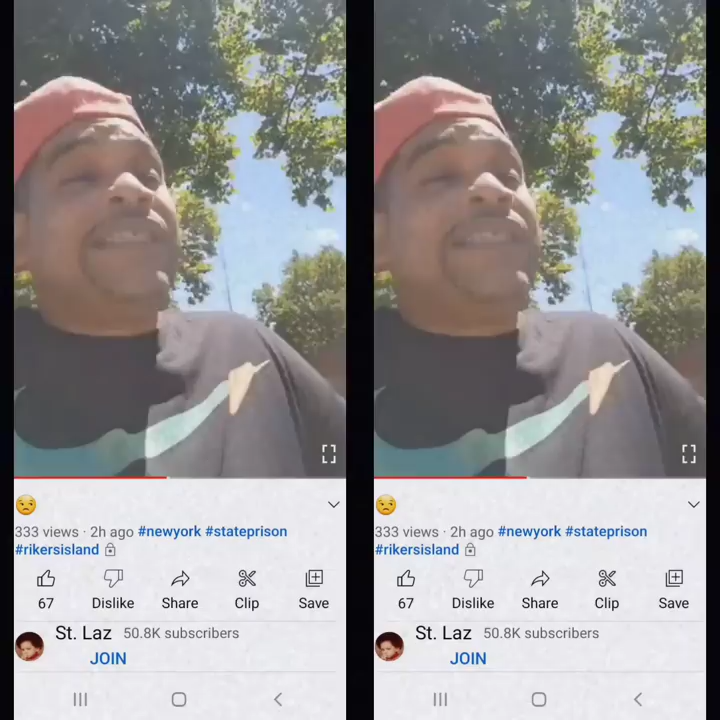 333 views · 2h ago #newyork #stateprison
#rikersisland
67 Dislike Share Clip Save
St. Laz 50.8K subscribers
JOIN
333 views · 2h ago #newyork #stateprison
#rikersisland
67 Dislike Share Clip Save
St. Laz 50.8K subscribers
JOIN